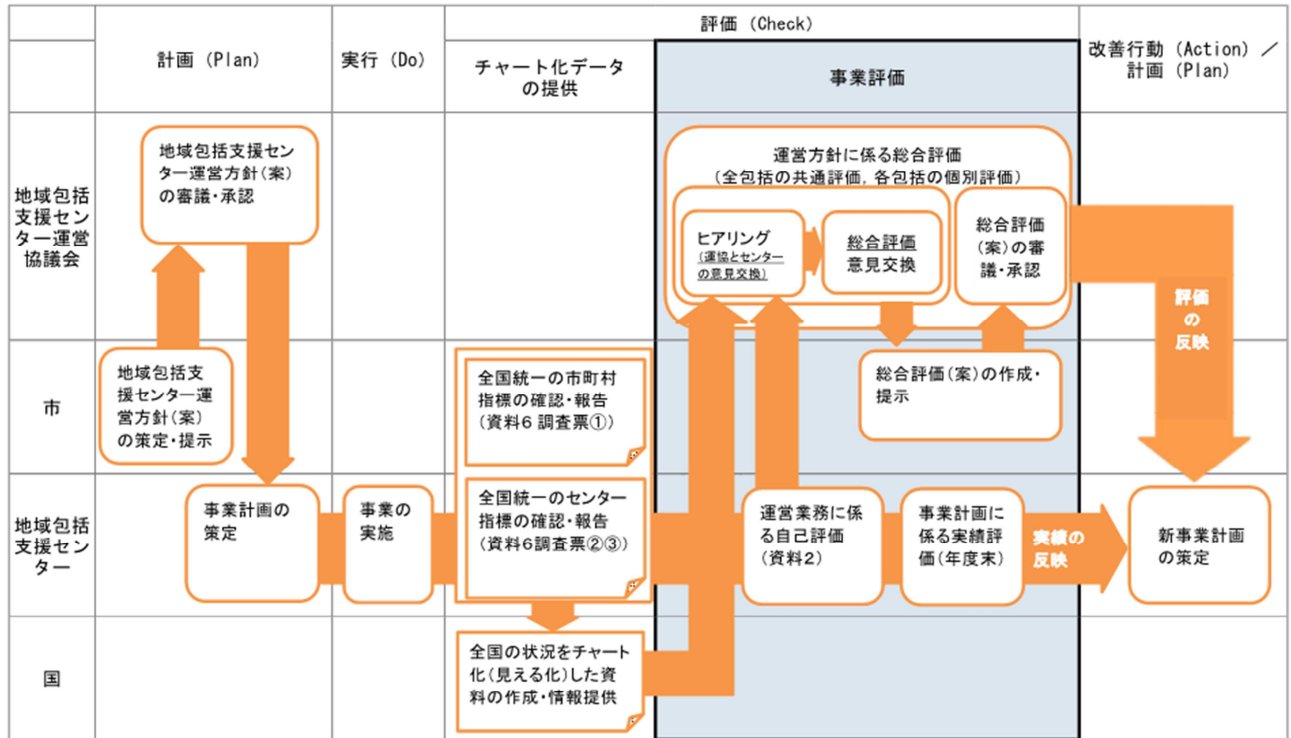 計画（Plan）
実行（Do）
評価（Check）
チャート化データ
の提供
事業評価
改善行動（Action）／
計画（Plan）
地域包括
支援セン
ター運営
協議会
地域包括支援セン
ター運営方針（案）
の審議・承認
運営方針に係る総合評価
（全包括の共通評価，各包括の個別評価）
ヒアリング
（運協とセンター
の意見交換）
総合評価
意見交換
総合評価
（案）の審
議・承認
評価
の
反映
市
地域包括支
援センター運
営方針（案）
の策定・提示
全国統一の市町村
指標の確認・報告
（資料６ 調査票①）
総合評価（案）の作成・
提示
地域包括
支援セン
ター
事業計画の
策定
事業の
実施
全国統一のセンター
指標の確認・報告
（資料６調査票②③）
運営業務に係
る自己評価
（資料２）
事業計画に
係る実績評
価（年度末）
実績の
反映
新事業計画
の策定
国
全国の状況をチャート
化（見える化）した資
料の作成・情報提供